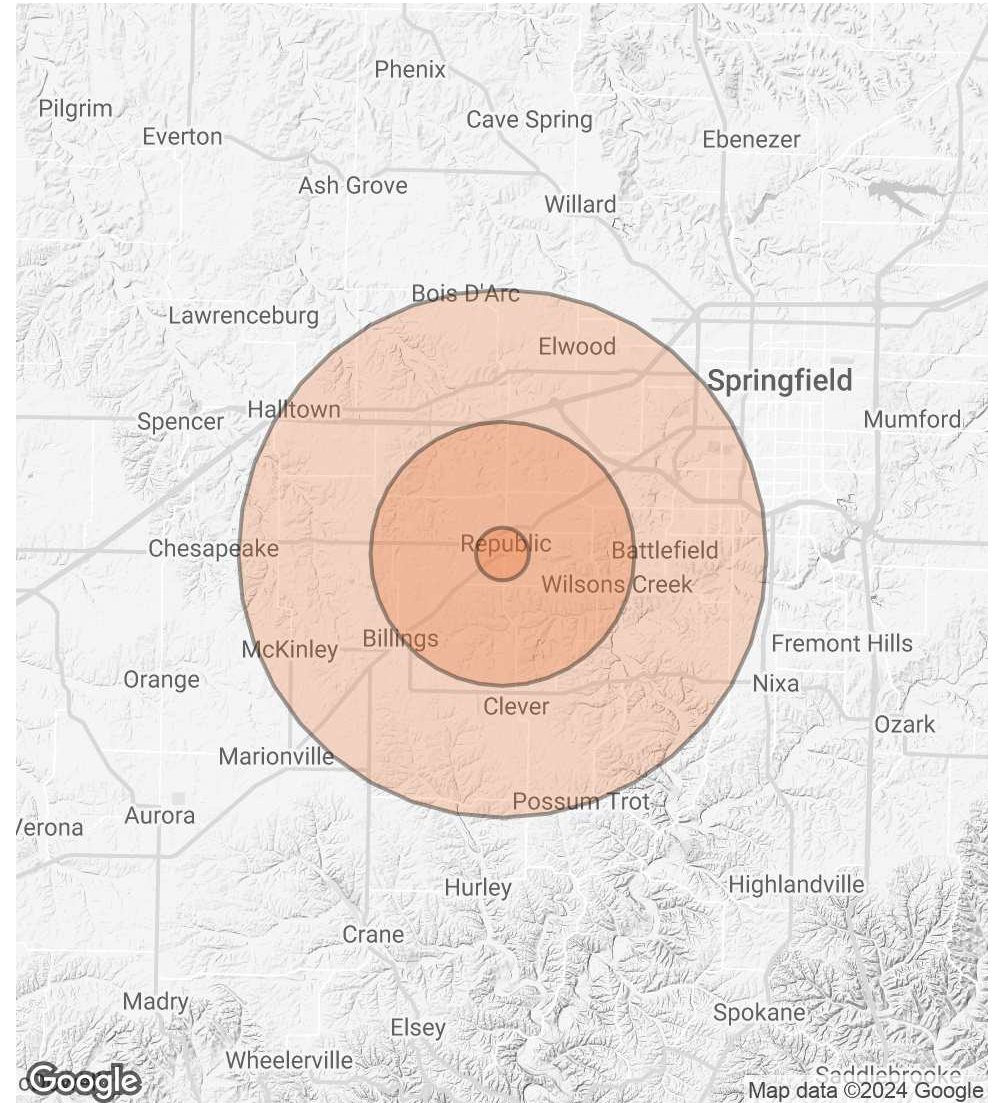 Phenix
Pilgrim
Cave Spring
Everton
Ebenezer
Ash Grove
Willard
Bois D'Arc
Lawrenceburg
Elwood
Springfield
Halltown
Spencer
Mumford
Republic
Chesapeake
Battlefield
Wilsons Creek
Billings
McKinley
Fremont Hills
Orange
Nixa
Clever
Ozark
Marionville
Possum Trot
Aurora
Verona
Hurley
Highlandville
Crane
Madry
Spokane
Elsey
Wheelerville
Saddlebrooke
Google
Map data ©2024 Google